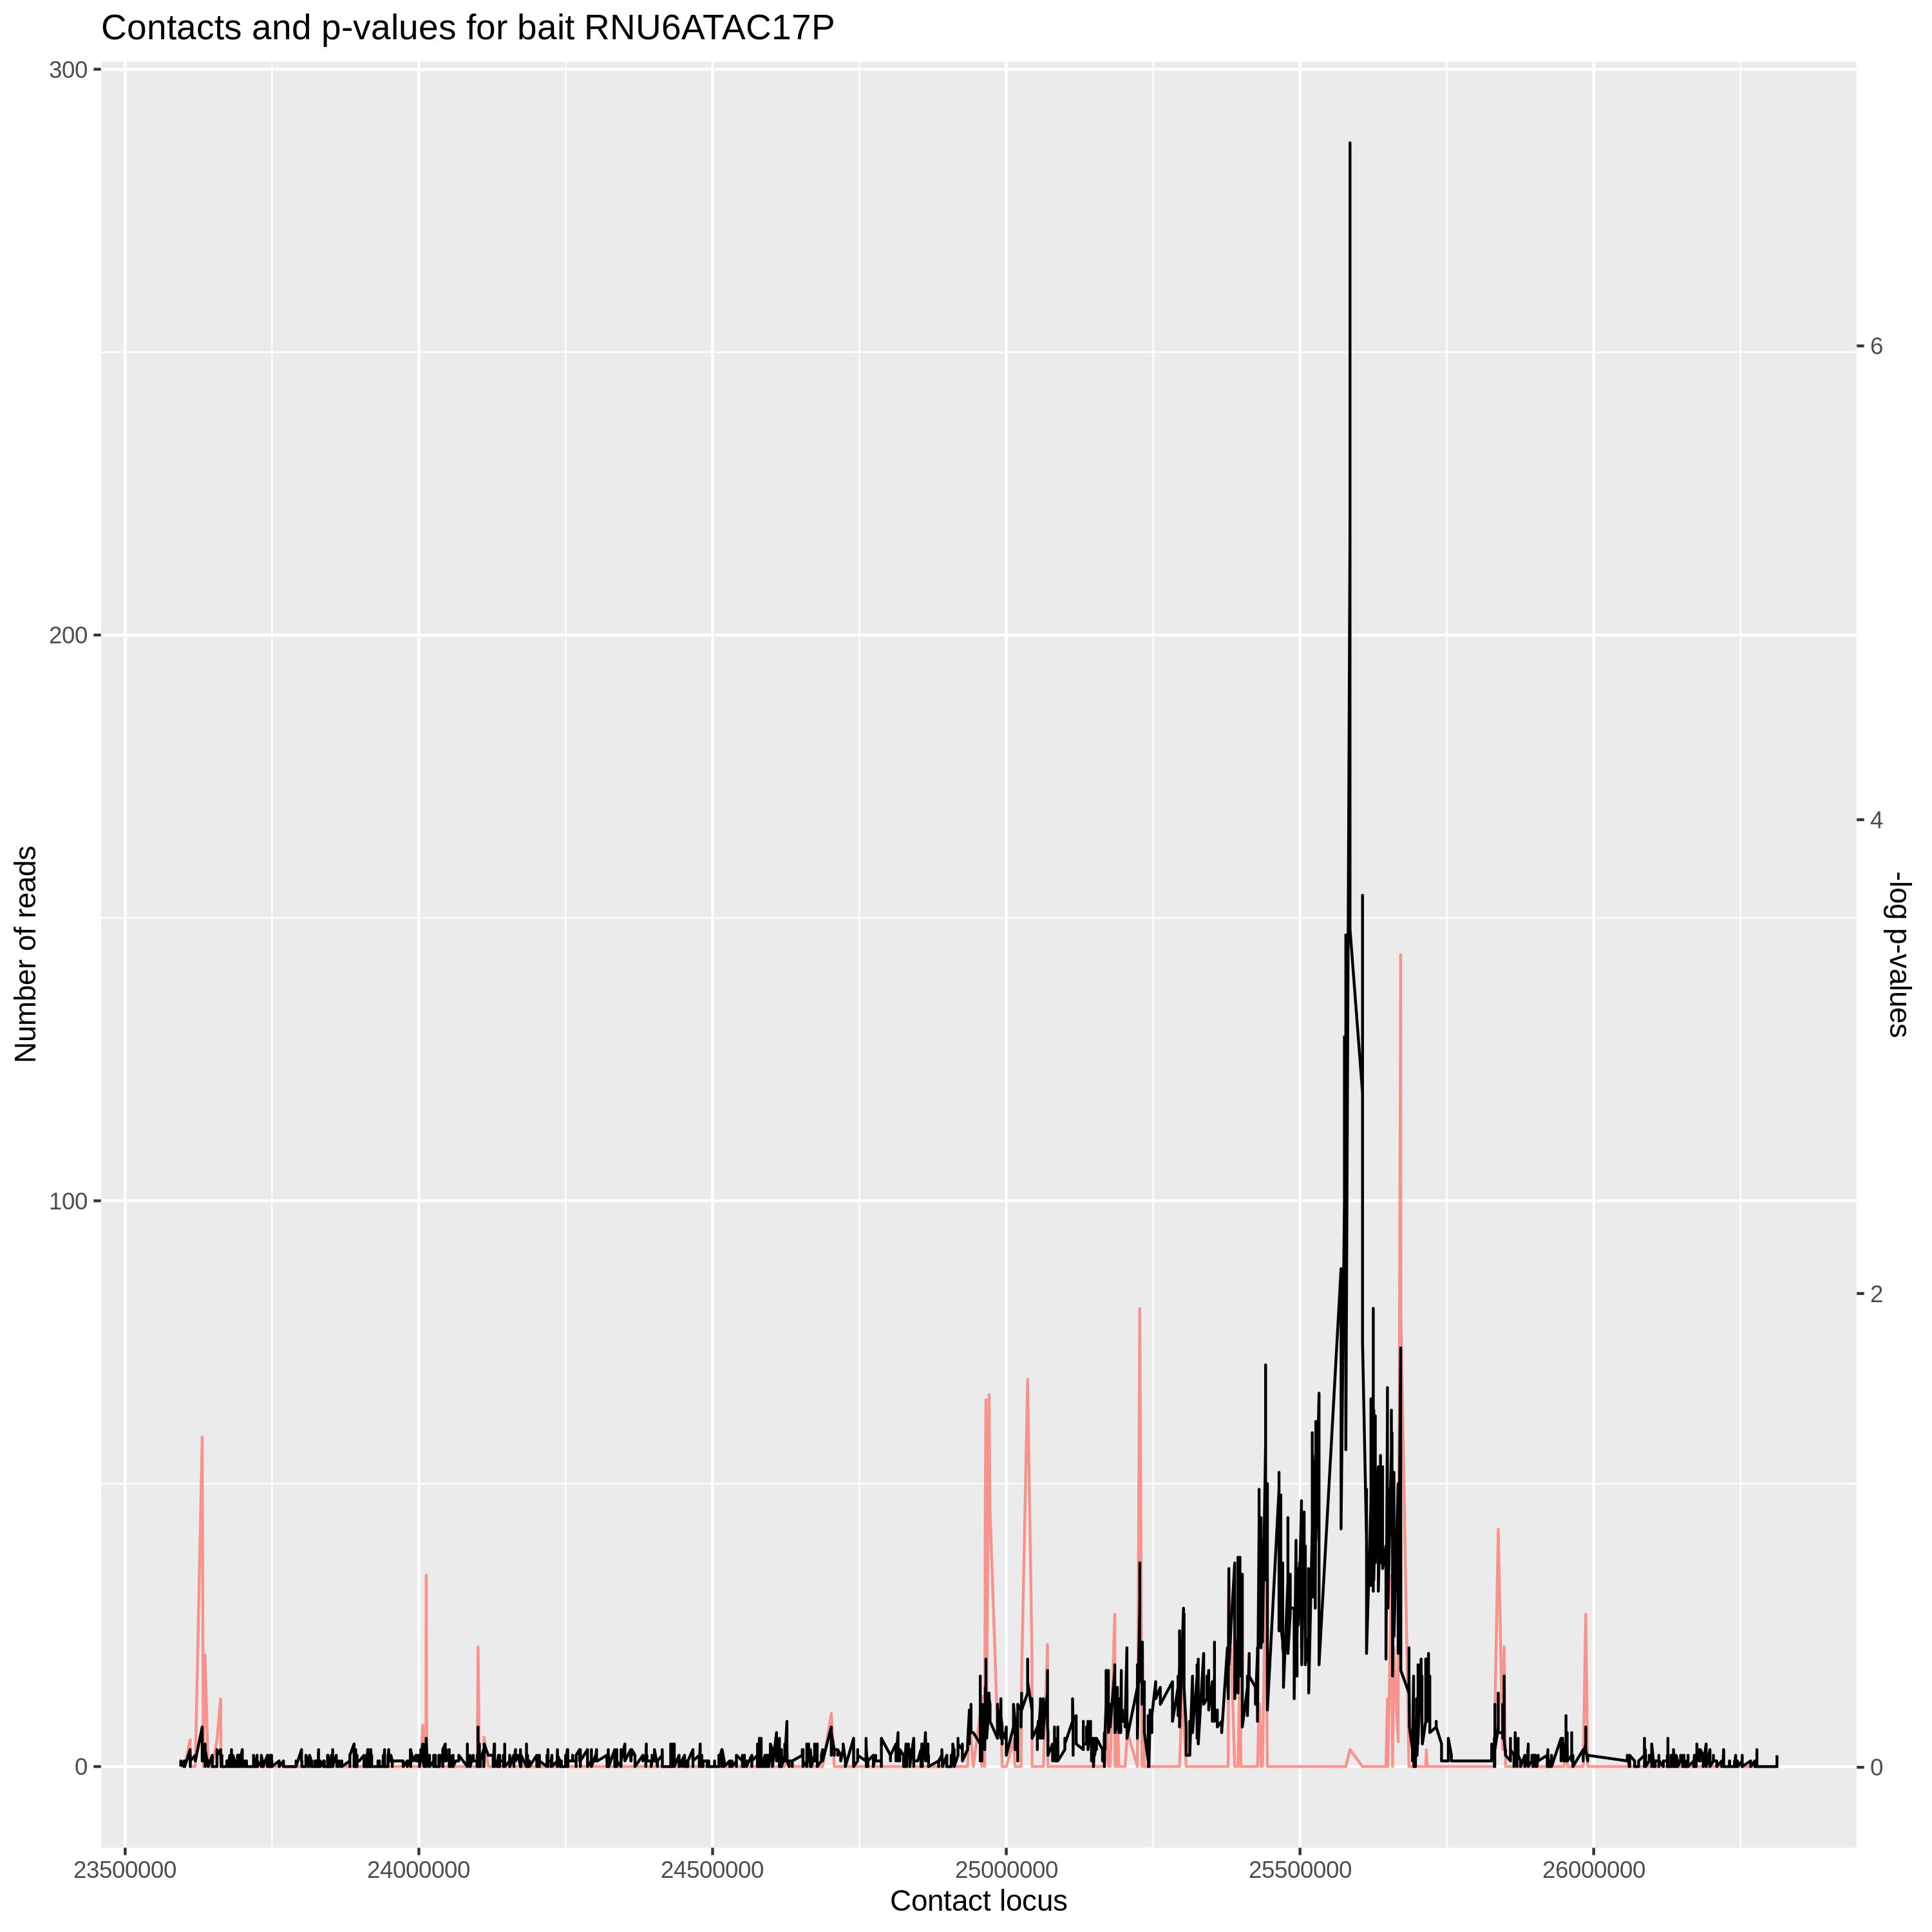 Contacts and p-values for bait RNU6ATAC17P
300
200
100
0
Number of reads
6
4
2
0
-log p-values
23500000 24000000 24500000 25000000 25500000 26000000
Contact locus